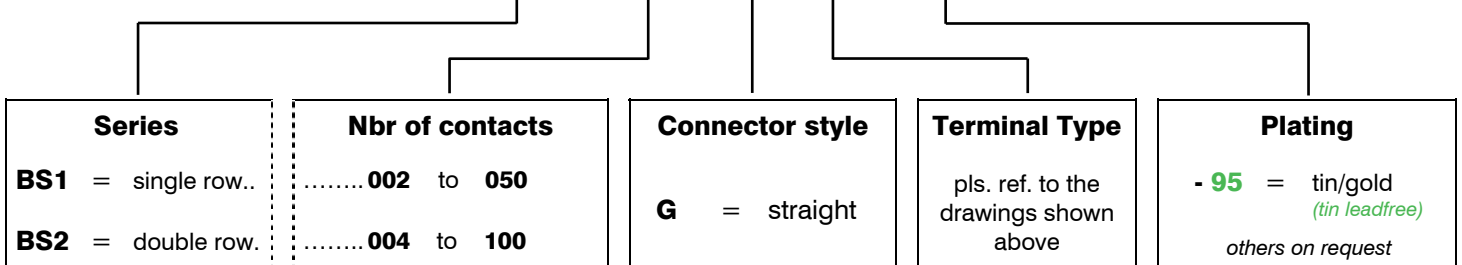 Series
BS1 = single row..
BS2 = double row.
Nbr of contacts
........ 002 to 050
........ 004 to 100
Connector style
G = straight
Terminal Type
pls. ref. to the
drawings shown
above
Plating
- 95 = tin/gold
(tin leadfree)
others on request